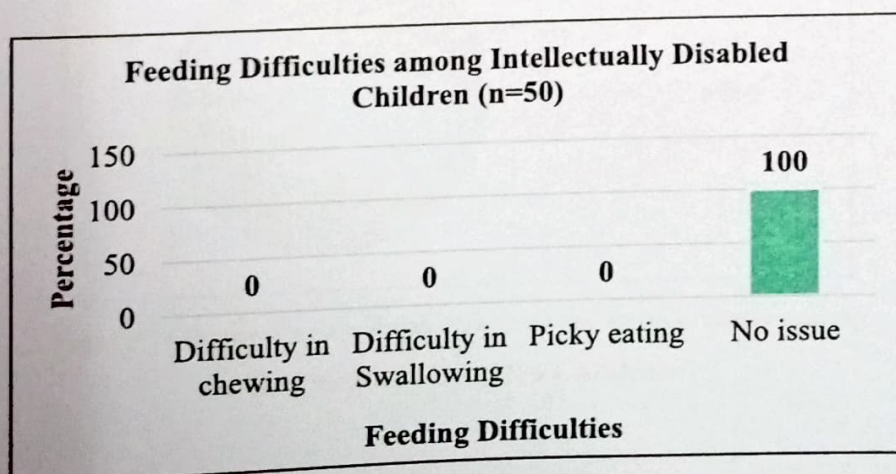 Feeding Difficulties among Intellectually Disabled
Children (n=50)
Percentage
150
100
50
0
0
0
0
100
Difficulty in chewing
Difficulty in Swallowing
Picky eating
No issue
Feeding Difficulties